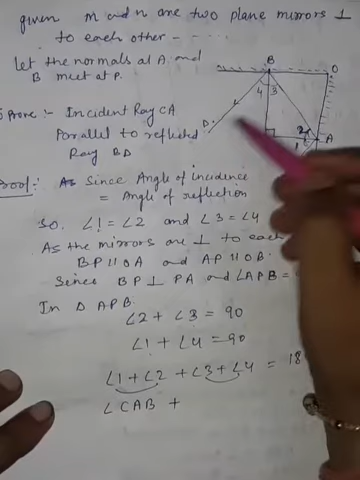 given m and n are two plane mirrors ⊥
to each other - - . . . . .
let the normals at A and
B meet at P.
B
O
4 3
D
2
1
A
Prove :- Incident Ray CA
Parallel to reflected
Ray BD
Proof :- As Since Angle of incidence
= Angle of reflection
So. ∠1 = ∠2 and ∠3 = ∠4
As the mirrors are ⊥ to each
BP || OA and AP || OB
Since BP ⊥ PA and ∠APB =
In Δ APB.
∠2 + ∠3 = 90
∠1 + ∠4 = 90
∠1 + ∠2 + ∠3 + ∠4 = 18
∠CAB +